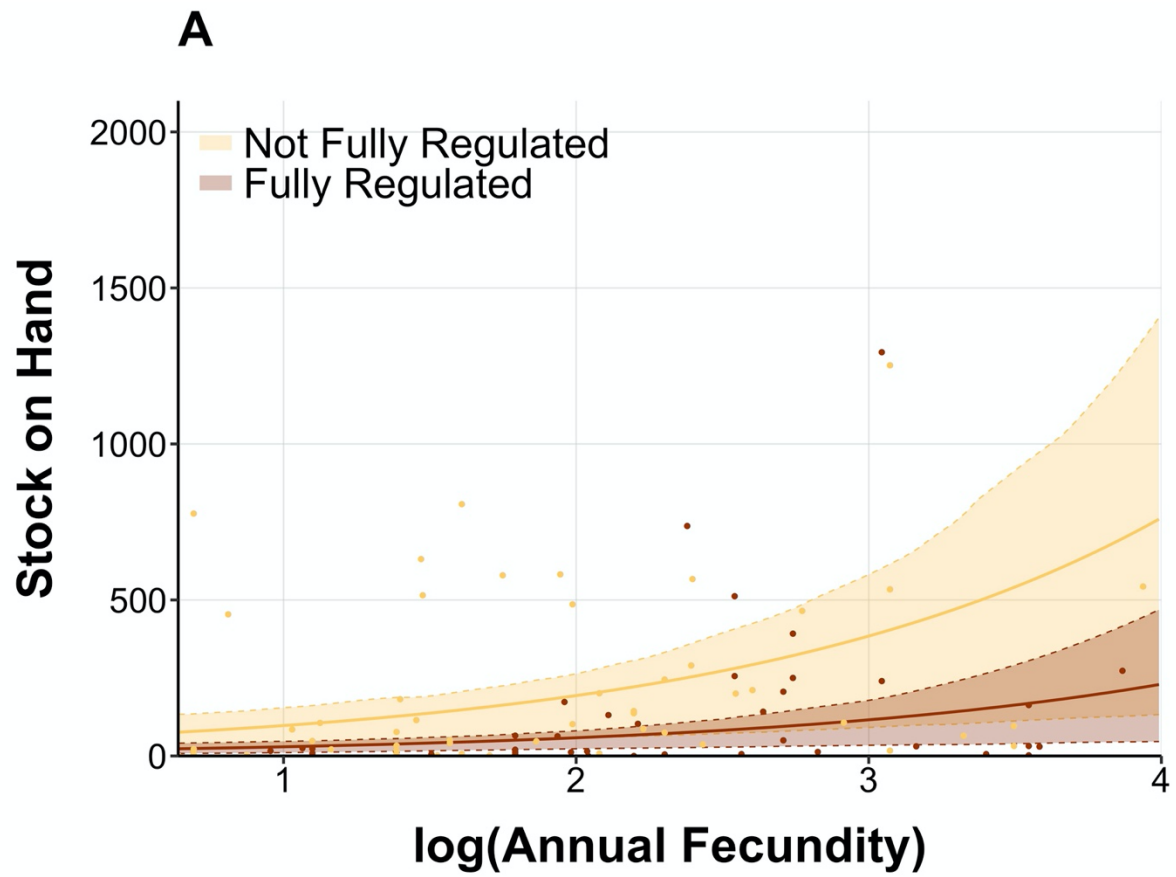 A
2000
Not Fully Regulated
Fully Regulated
1500
1000
500
0
1 2 3 4
Stock on Hand
log(Annual Fecundity)